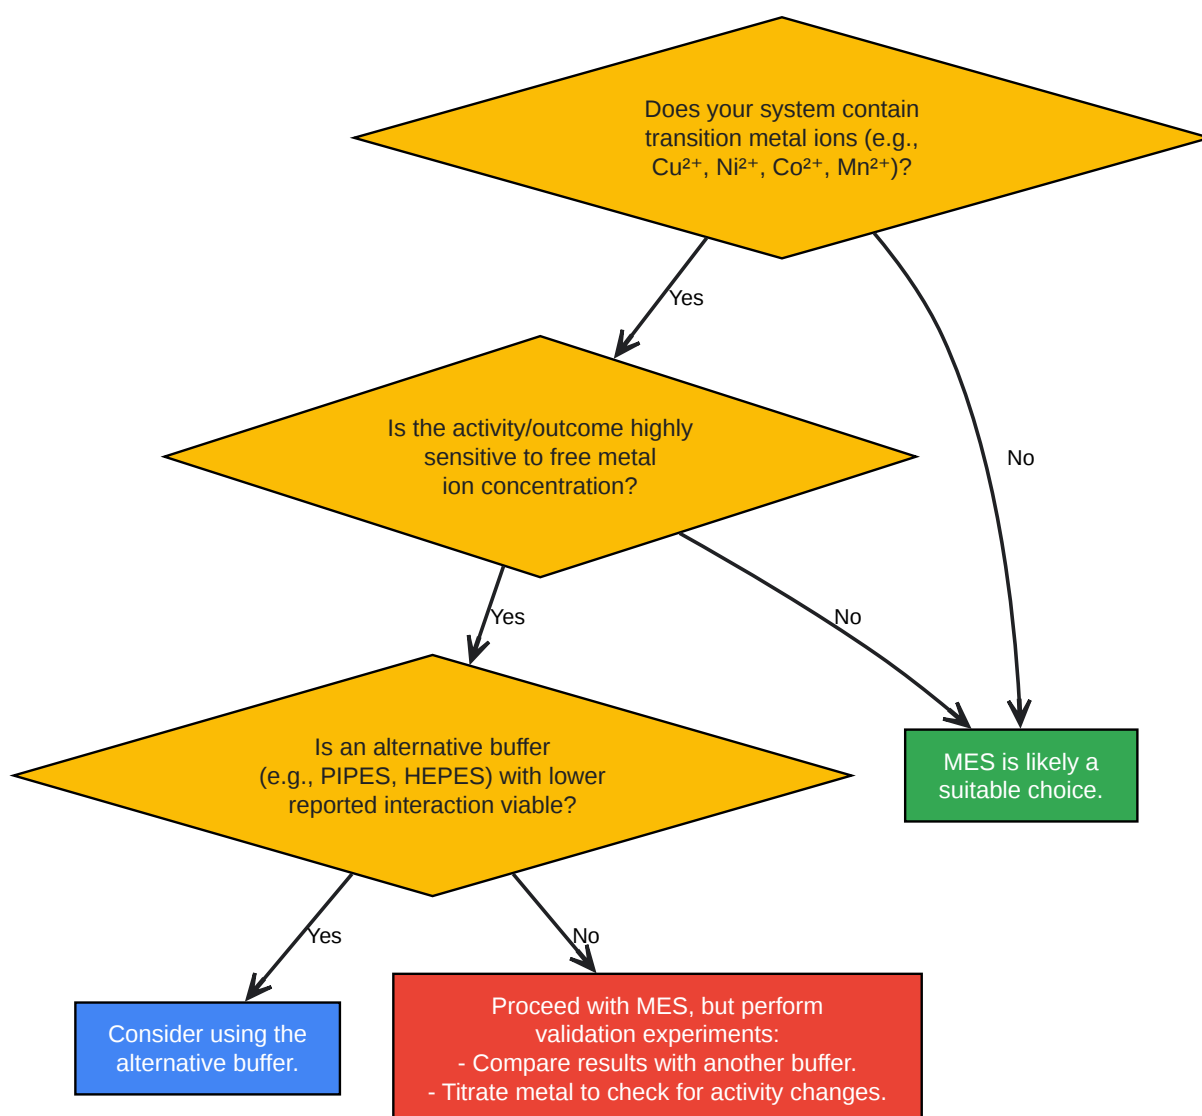 Does your system contain
transition metal ions (e.g.,
Cu²⁺, Ni²⁺, Co²⁺, Mn²⁺)?
Yes
No
Is the activity/outcome highly
sensitive to free metal
ion concentration?
Yes
No
Is an alternative buffer
(e.g., PIPES, HEPES) with lower
reported interaction viable?
MES is likely a
suitable choice.
Yes
No
Consider using the
alternative buffer.
Proceed with MES, but perform
validation experiments:
- Compare results with another buffer.
- Titrate metal to check for activity changes.